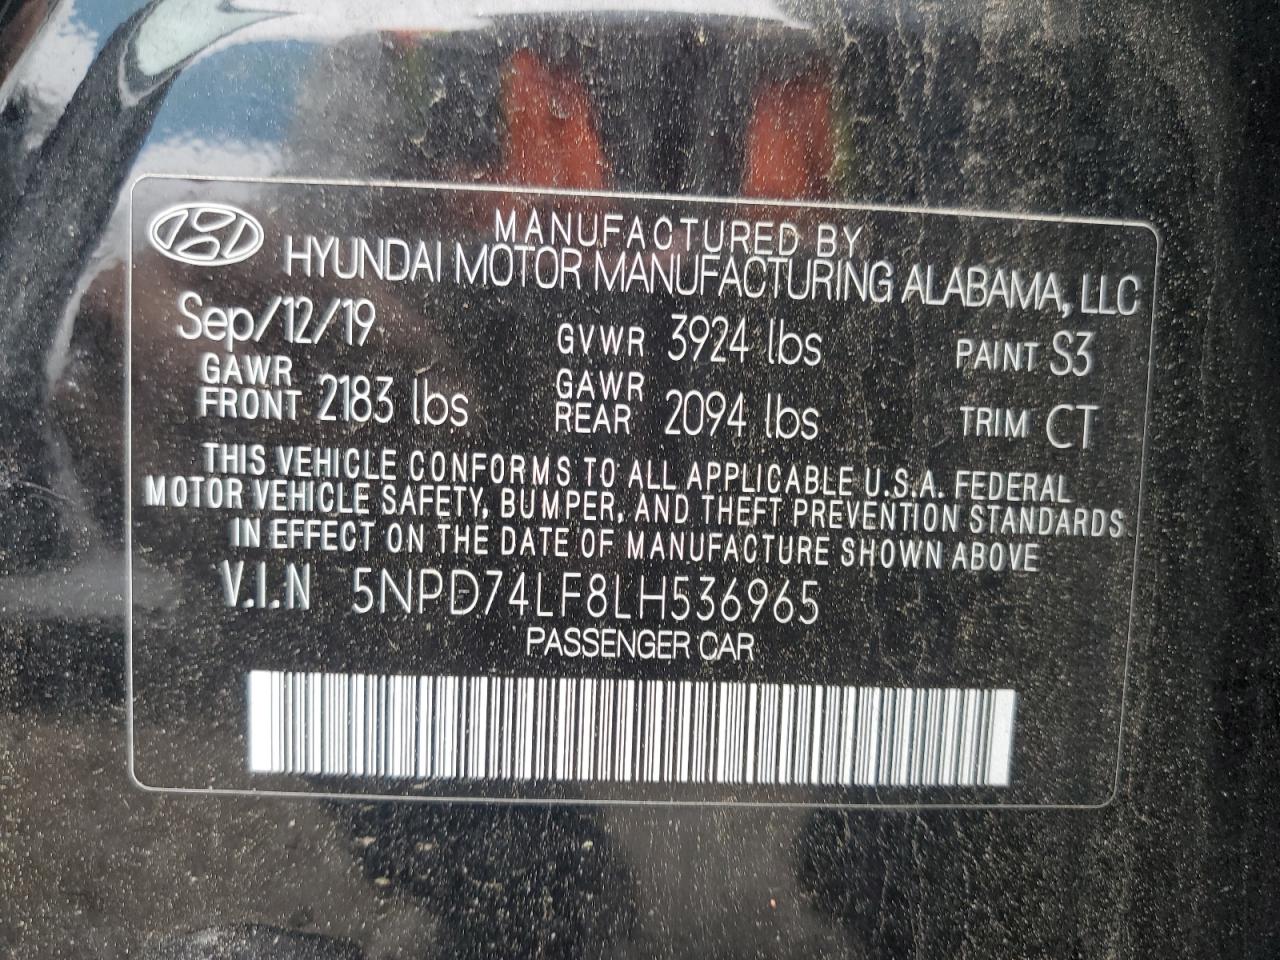 MANUFACTURED BY
HYUNDAI MOTOR MANUFACTURING ALABAMA, LLC
Sep/12/19 GVWR 3924 lbs PAINT S3
GAWR FRONT 2183 lbs GAWR REAR 2094 lbs TRIM CT
THIS VEHICLE CONFORMS TO ALL APPLICABLE U.S.A. FEDERAL
MOTOR VEHICLE SAFETY, BUMPER, AND THEFT PREVENTION STANDARDS
IN EFFECT ON THE DATE OF MANUFACTURE SHOWN ABOVE
V.I.N 5NPD74LF8LH536965
PASSENGER CAR